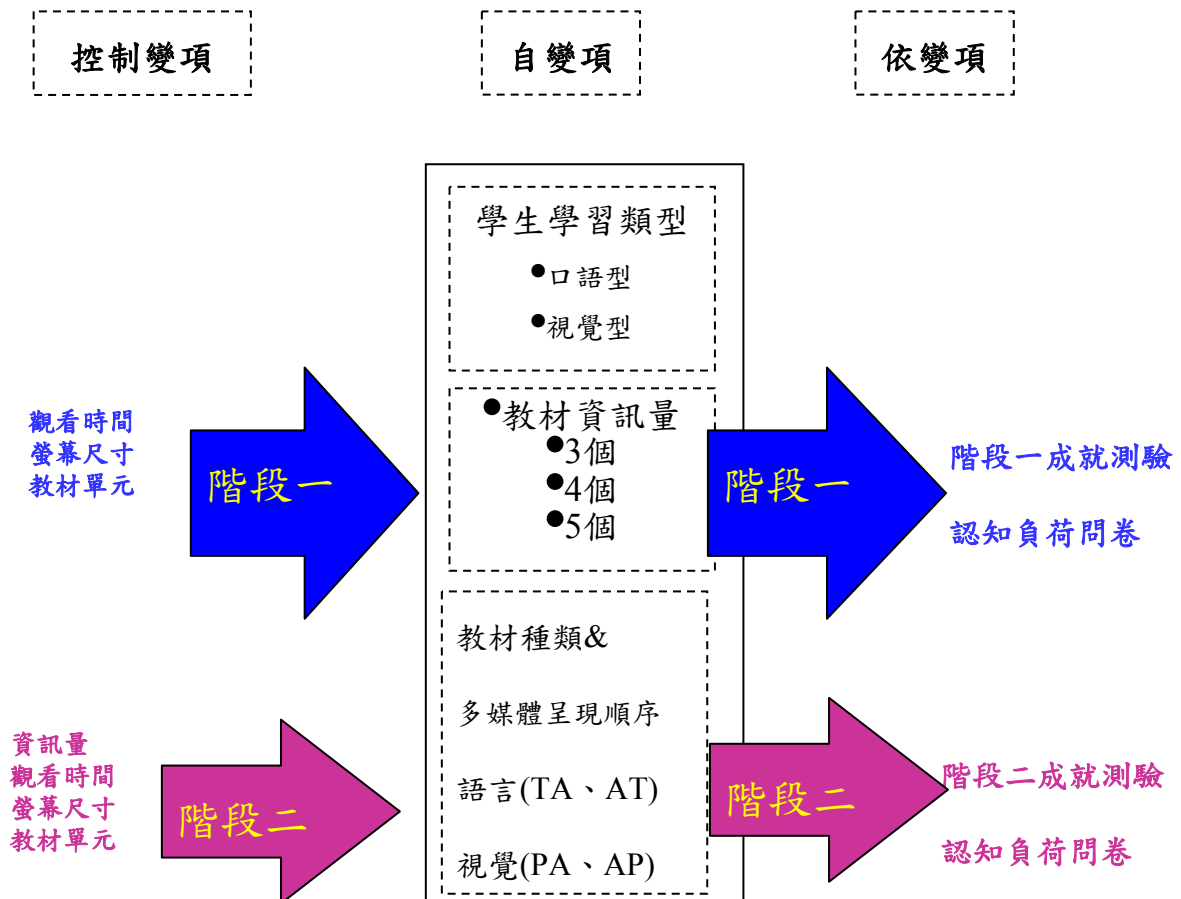 控制變項
自變項
依變項
學生學習類型
●口語型
●視覺型
●教材資訊量
●3個
●4個
●5個
觀看時間
螢幕尺寸
教材單元
階段一
階段一
階段一成就測驗
認知負荷問卷
教材種類&
多媒體呈現順序
語言(TA、AT)
視覺(PA、AP)
資訊量
觀看時間
螢幕尺寸
教材單元
階段二
階段二
階段二成就測驗
認知負荷問卷